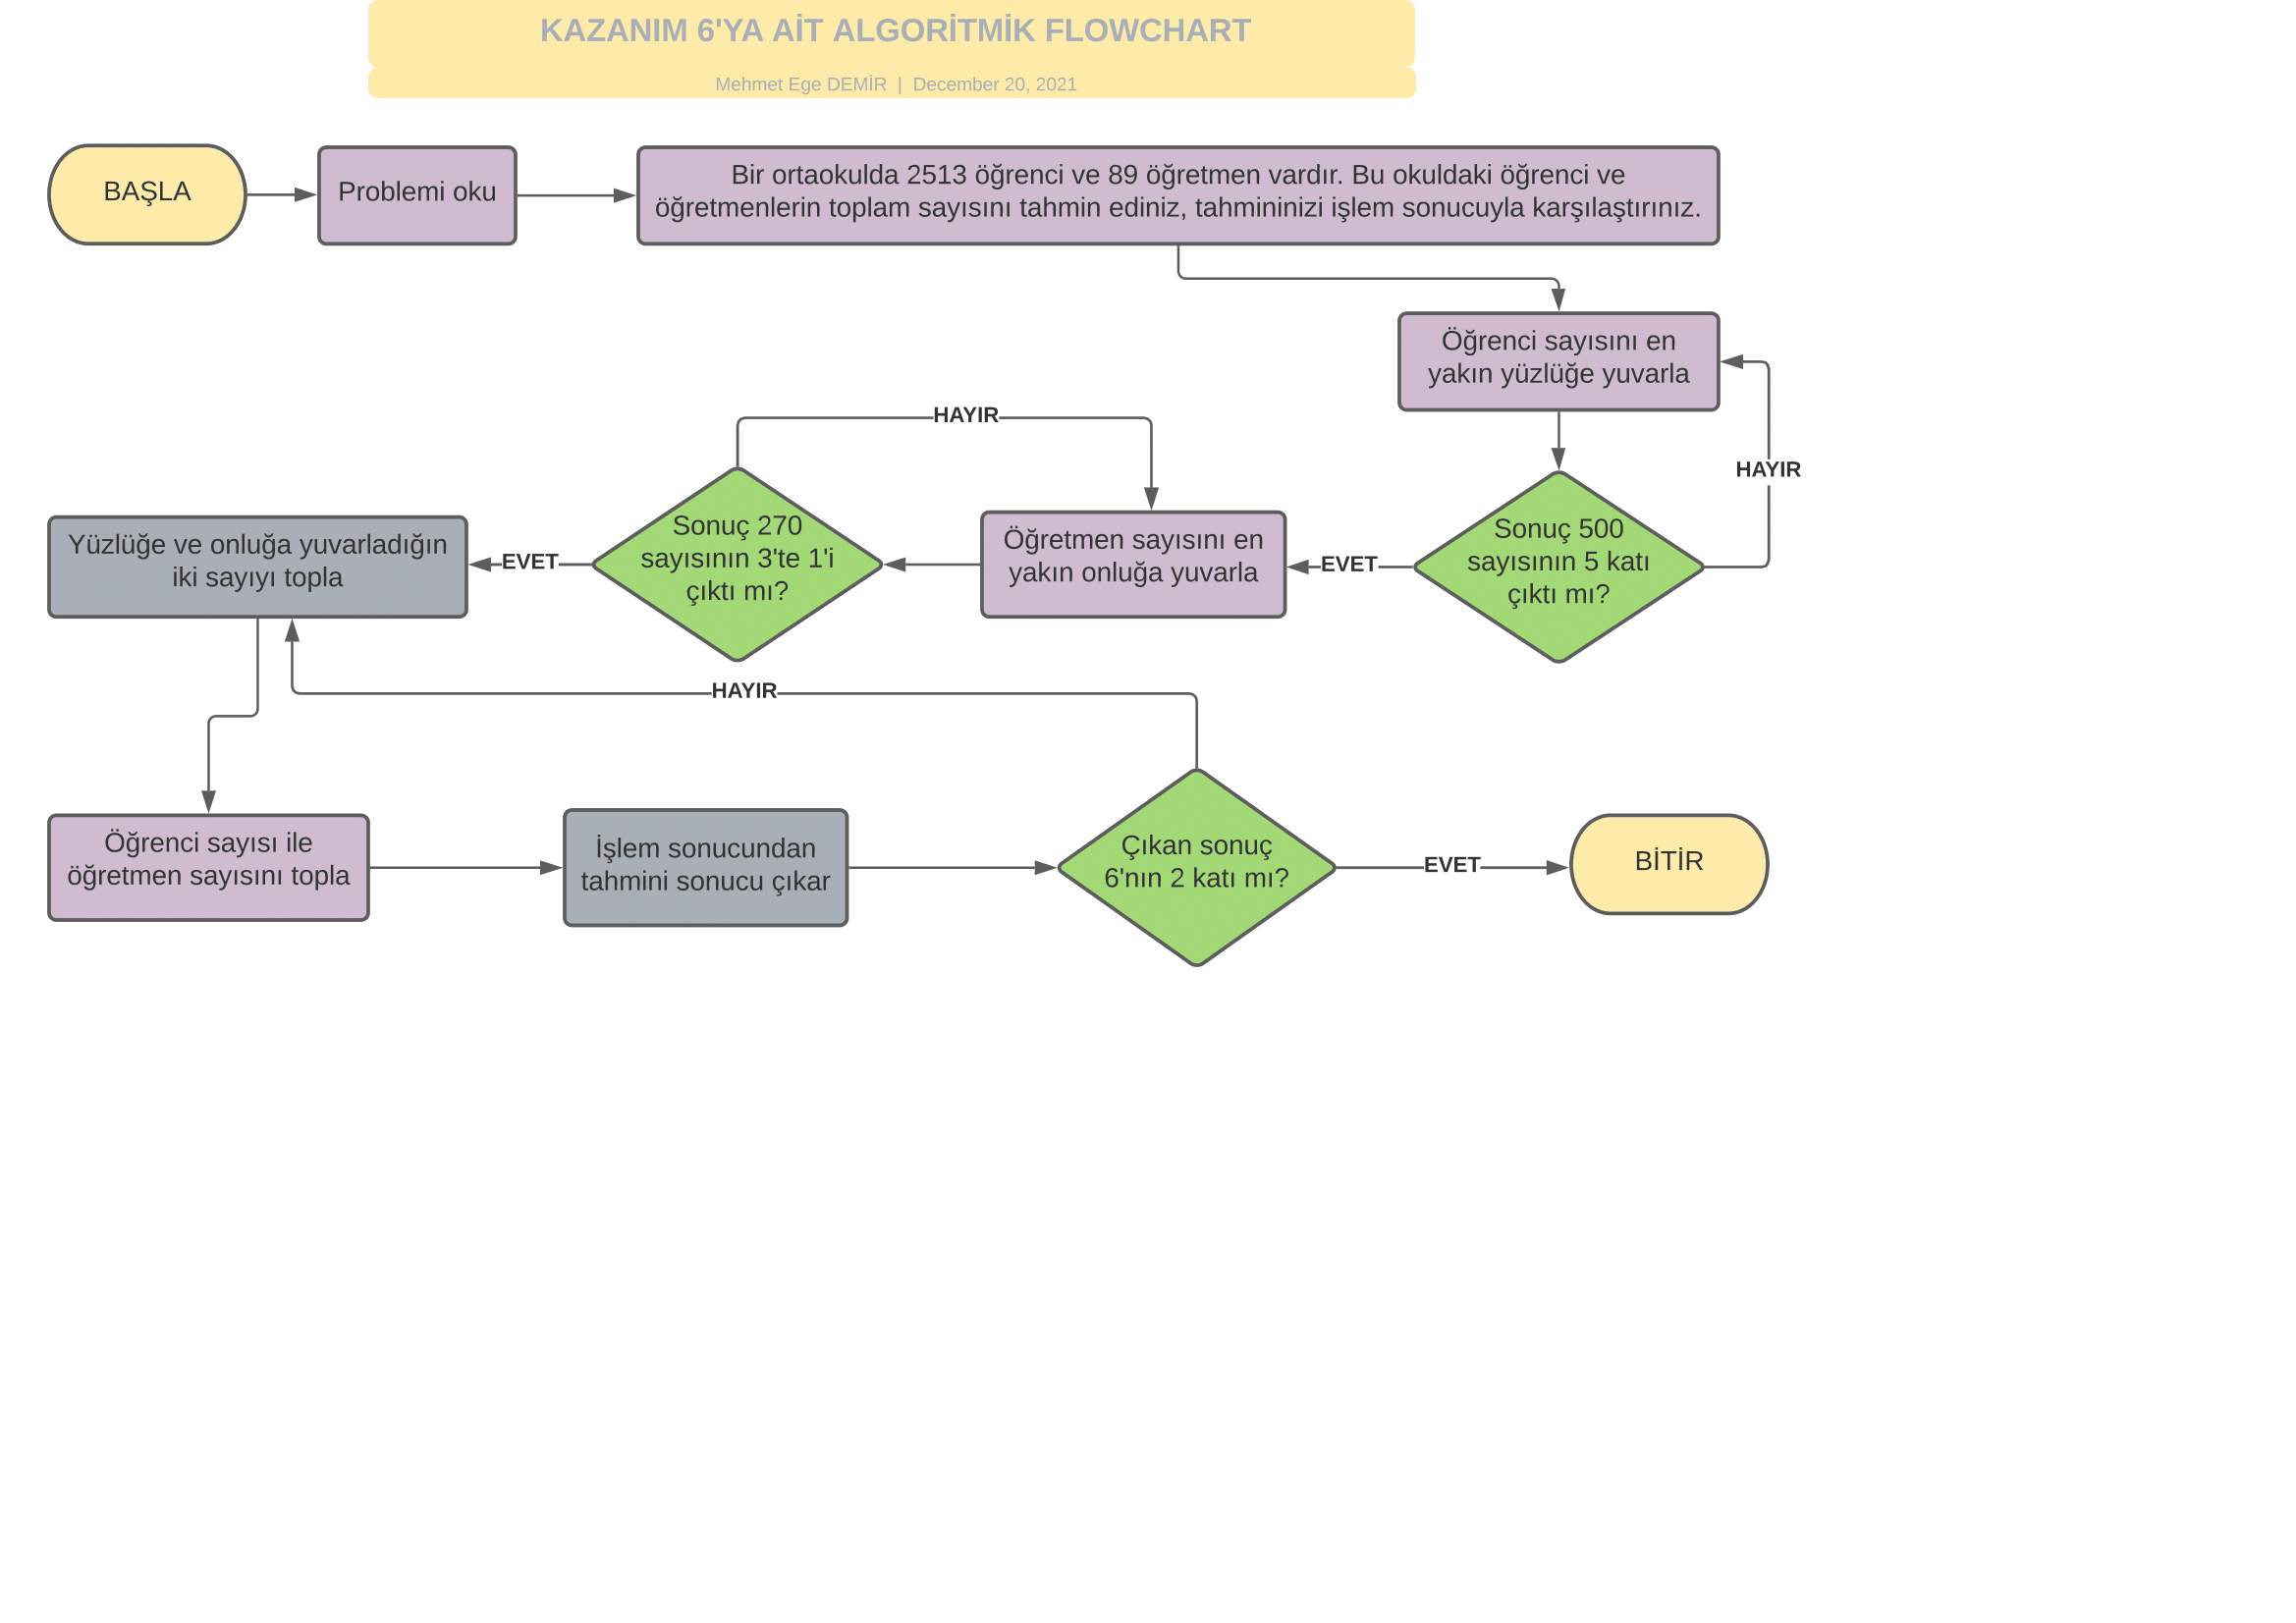 KAZANIM 6'YA AİT ALGORİTMİK FLOWCHART
Mehmet Ege DEMİR | December 20, 2021
BAŞLA
Problemi oku
Bir ortaokulda 2513 öğrenci ve 89 öğretmen vardır. Bu okuldaki öğrenci ve
öğretmenlerin toplam sayısını tahmin ediniz, tahmininizi işlem sonucuyla karşılaştırınız.
Öğrenci sayısını en
yakın yüzlüğe yuvarla
HAYIR
Sonuç 500
sayısının 5 katı
çıktı mı?
EVET
Öğretmen sayısını en
yakın onluğa yuvarla
HAYIR
Sonuç 270
sayısının 3'te 1'i
çıktı mı?
EVET
Yüzlüğe ve onluğa yuvarladığın
iki sayıyı topla
HAYIR
Öğrenci sayısı ile
öğretmen sayısını topla
İşlem sonucundan
tahmini sonucu çıkar
Çıkan sonuç
6'nın 2 katı mı?
EVET
BİTİR